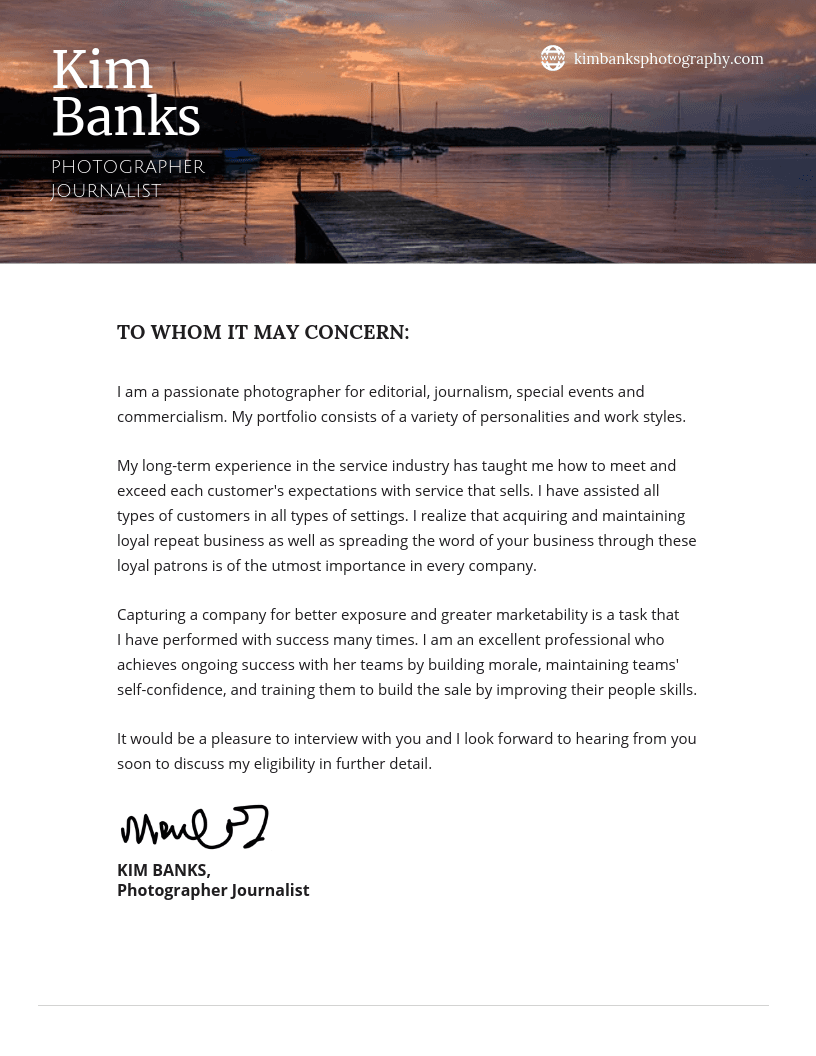 Kim
Banks
PHOTOGRAPHER
JOURNALIST
www
kimbanksphotography.com
TO WHOM IT MAY CONCERN:
I am a passionate photographer for editorial, journalism, special events and
commercialism. My portfolio consists of a variety of personalities and work styles.
My long-term experience in the service industry has taught me how to meet and
exceed each customer's expectations with service that sells. I have assisted all
types of customers in all types of settings. I realize that acquiring and maintaining
loyal repeat business as well as spreading the word of your business through these
loyal patrons is of the utmost importance in every company.
Capturing a company for better exposure and greater marketability is a task that
I have performed with success many times. I am an excellent professional who
achieves ongoing success with her teams by building morale, maintaining teams'
self-confidence, and training them to build the sale by improving their people skills.
It would be a pleasure to interview with you and I look forward to hearing from you
soon to discuss my eligibility in further detail.
KIM BANKS,
Photographer Journalist